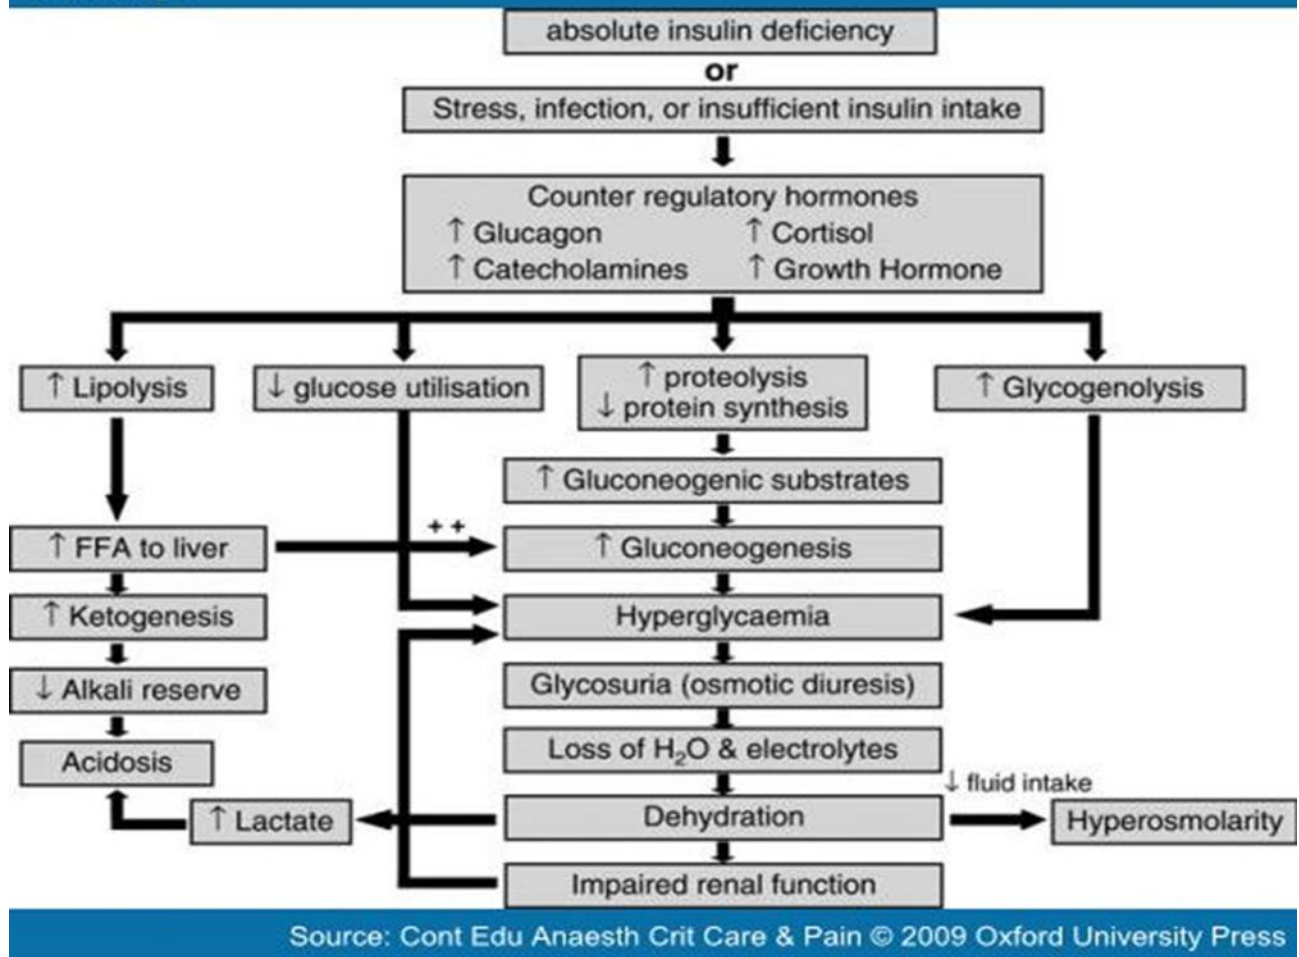 absolute insulin deficiency
or
Stress, infection, or insufficient insulin intake
Counter regulatory hormones
↑ Glucagon ↑ Cortisol
↑ Catecholamines ↑ Growth Hormone
↑ Lipolysis
↓ glucose utilisation
↑ proteolysis
↓ protein synthesis
↑ Glycogenolysis
↑ Gluconeogenic substrates
↑ FFA to liver
+ +
↑ Gluconeogenesis
↑ Ketogenesis
Hyperglycaemia
↓ Alkali reserve
Glycosuria (osmotic diuresis)
Acidosis
Loss of H₂O & electrolytes
↓ fluid intake
↑ Lactate
Dehydration
Hyperosmolarity
Impaired renal function
Source: Cont Edu Anaesth Crit Care & Pain © 2009 Oxford University Press